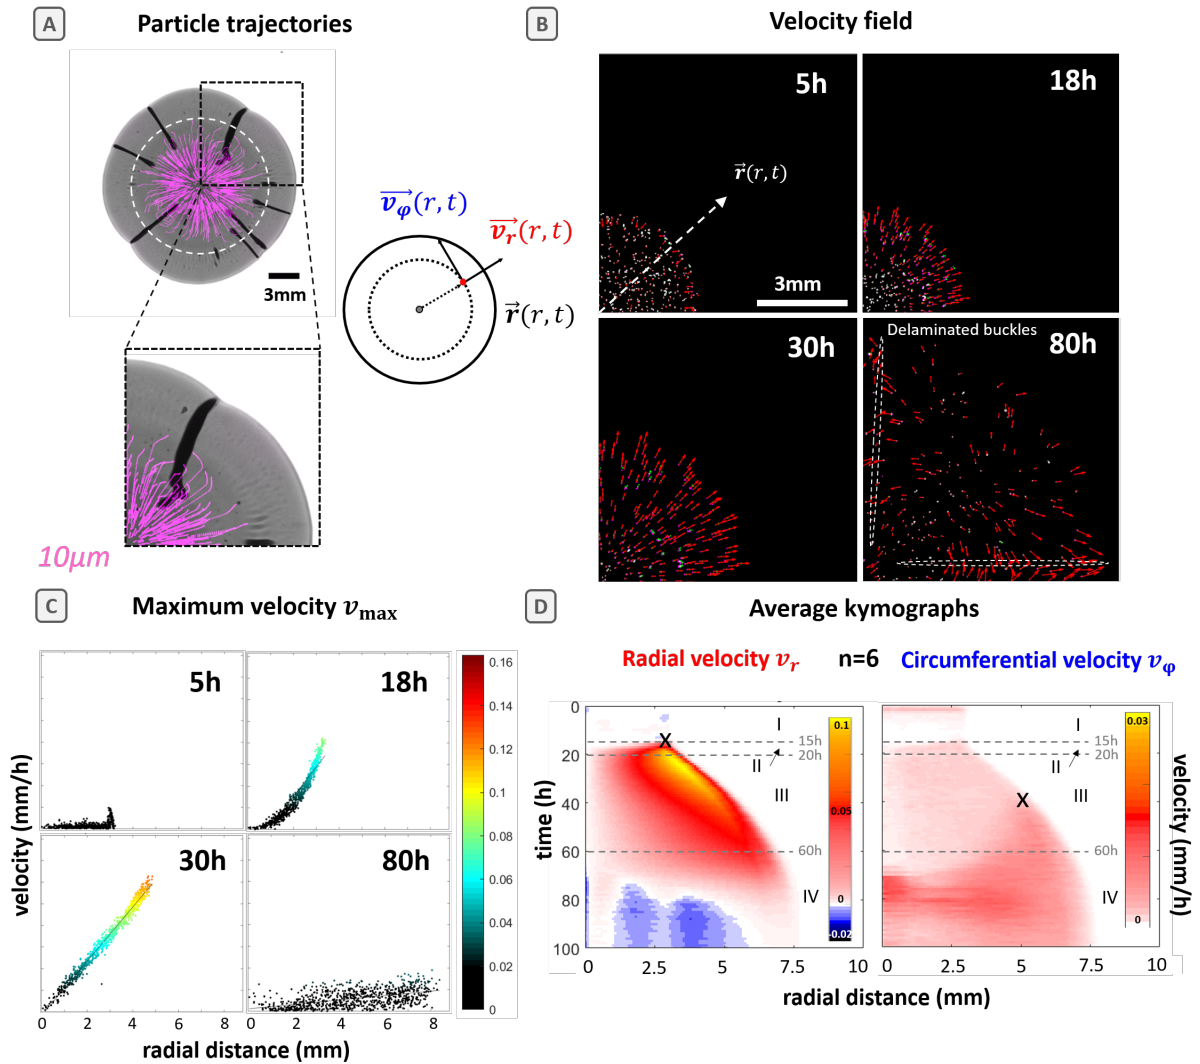 A
Particle trajectories
3mm
10μm
v_φ(r, t)
v_r(r, t)
r(r, t)
B
Velocity field
5h
r(r, t)
3mm
18h
30h
Delaminated buckles
80h
C
Maximum velocity v_max
5h
18h
30h
80h
velocity (mm/h)
0 2 4 6 8
0 2 4 6 8
radial distance (mm)
0.16
0.14
0.12
0.1
0.08
0.06
0.04
0.02
0
D
Average kymographs
Radial velocity v_r
n=6
Circumferential velocity v_φ
time (h)
0
20
40
60
80
100
X
I
15h
20h
II
III
60h
IV
0.1
0.05
0
-0.02
0 2.5 5 7.5 10
X
I
15h
20h
II
III
60h
IV
0.03
0
0 2.5 5 7.5 10
velocity (mm/h)
radial distance (mm)